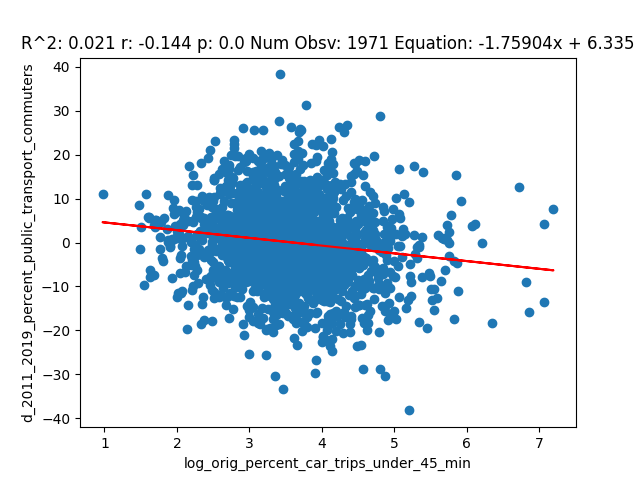 R^2: 0.021 r: -0.144 p: 0.0 Num Obsv: 1971 Equation: -1.75904x + 6.335
d_2011_2019_percent_public_transport_commuters
40
30
20
10
0
−10
−20
−30
−40
1 2 3 4 5 6 7
log_orig_percent_car_trips_under_45_min